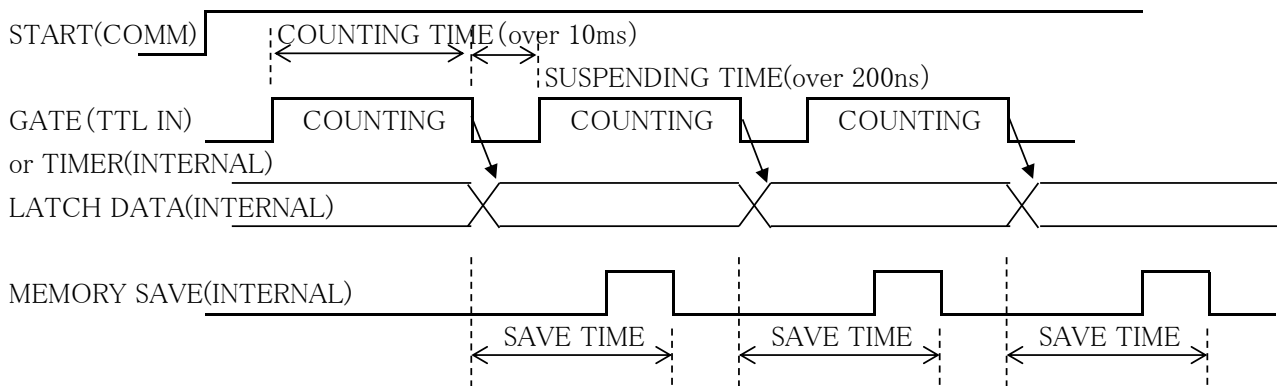 START(COMM)
COUNTING TIME(over 10ms)
SUSPENDING TIME(over 200ns)
GATE(TTL IN)
COUNTING COUNTING COUNTING
or TIMER(INTERNAL)
LATCH DATA(INTERNAL)
MEMORY SAVE(INTERNAL)
SAVE TIME SAVE TIME SAVE TIME